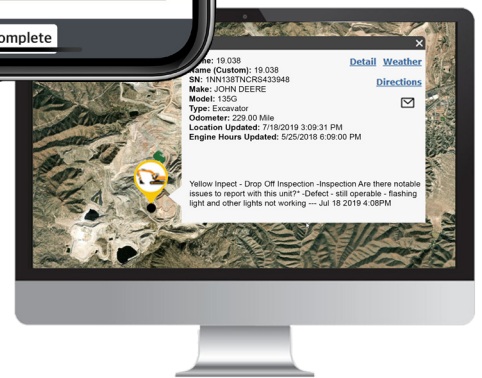 omplete
me: 19.038
Name (Custom): 19.038
SN: 1NN138TNCRS433948
Make: JOHN DEERE
Model: 135G
Type: Excavator
Odometer: 229.00 Mile
Location Updated: 7/18/2019 3:09:31 PM
Engine Hours Updated: 5/25/2018 6:09:00 PM
Detail Weather
Directions
Yellow Inpect - Drop Off Inspection -Inspection Are there notable
issues to report with this unit?* -Defect - still operable - flashing
light and other lights not working --- Jul 18 2019 4:08PM